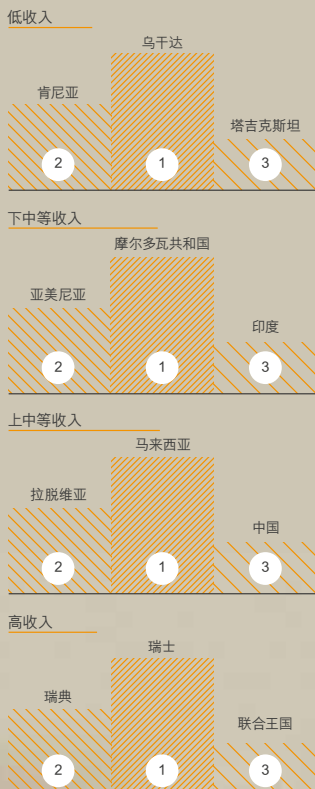 低收入
乌干达
肯尼亚
塔吉克斯坦
2
1
3
下中等收入
摩尔多瓦共和国
亚美尼亚
印度
2
1
3
上中等收入
马来西亚
拉脱维亚
中国
2
1
3
高收入
瑞士
瑞典
联合王国
2
1
3